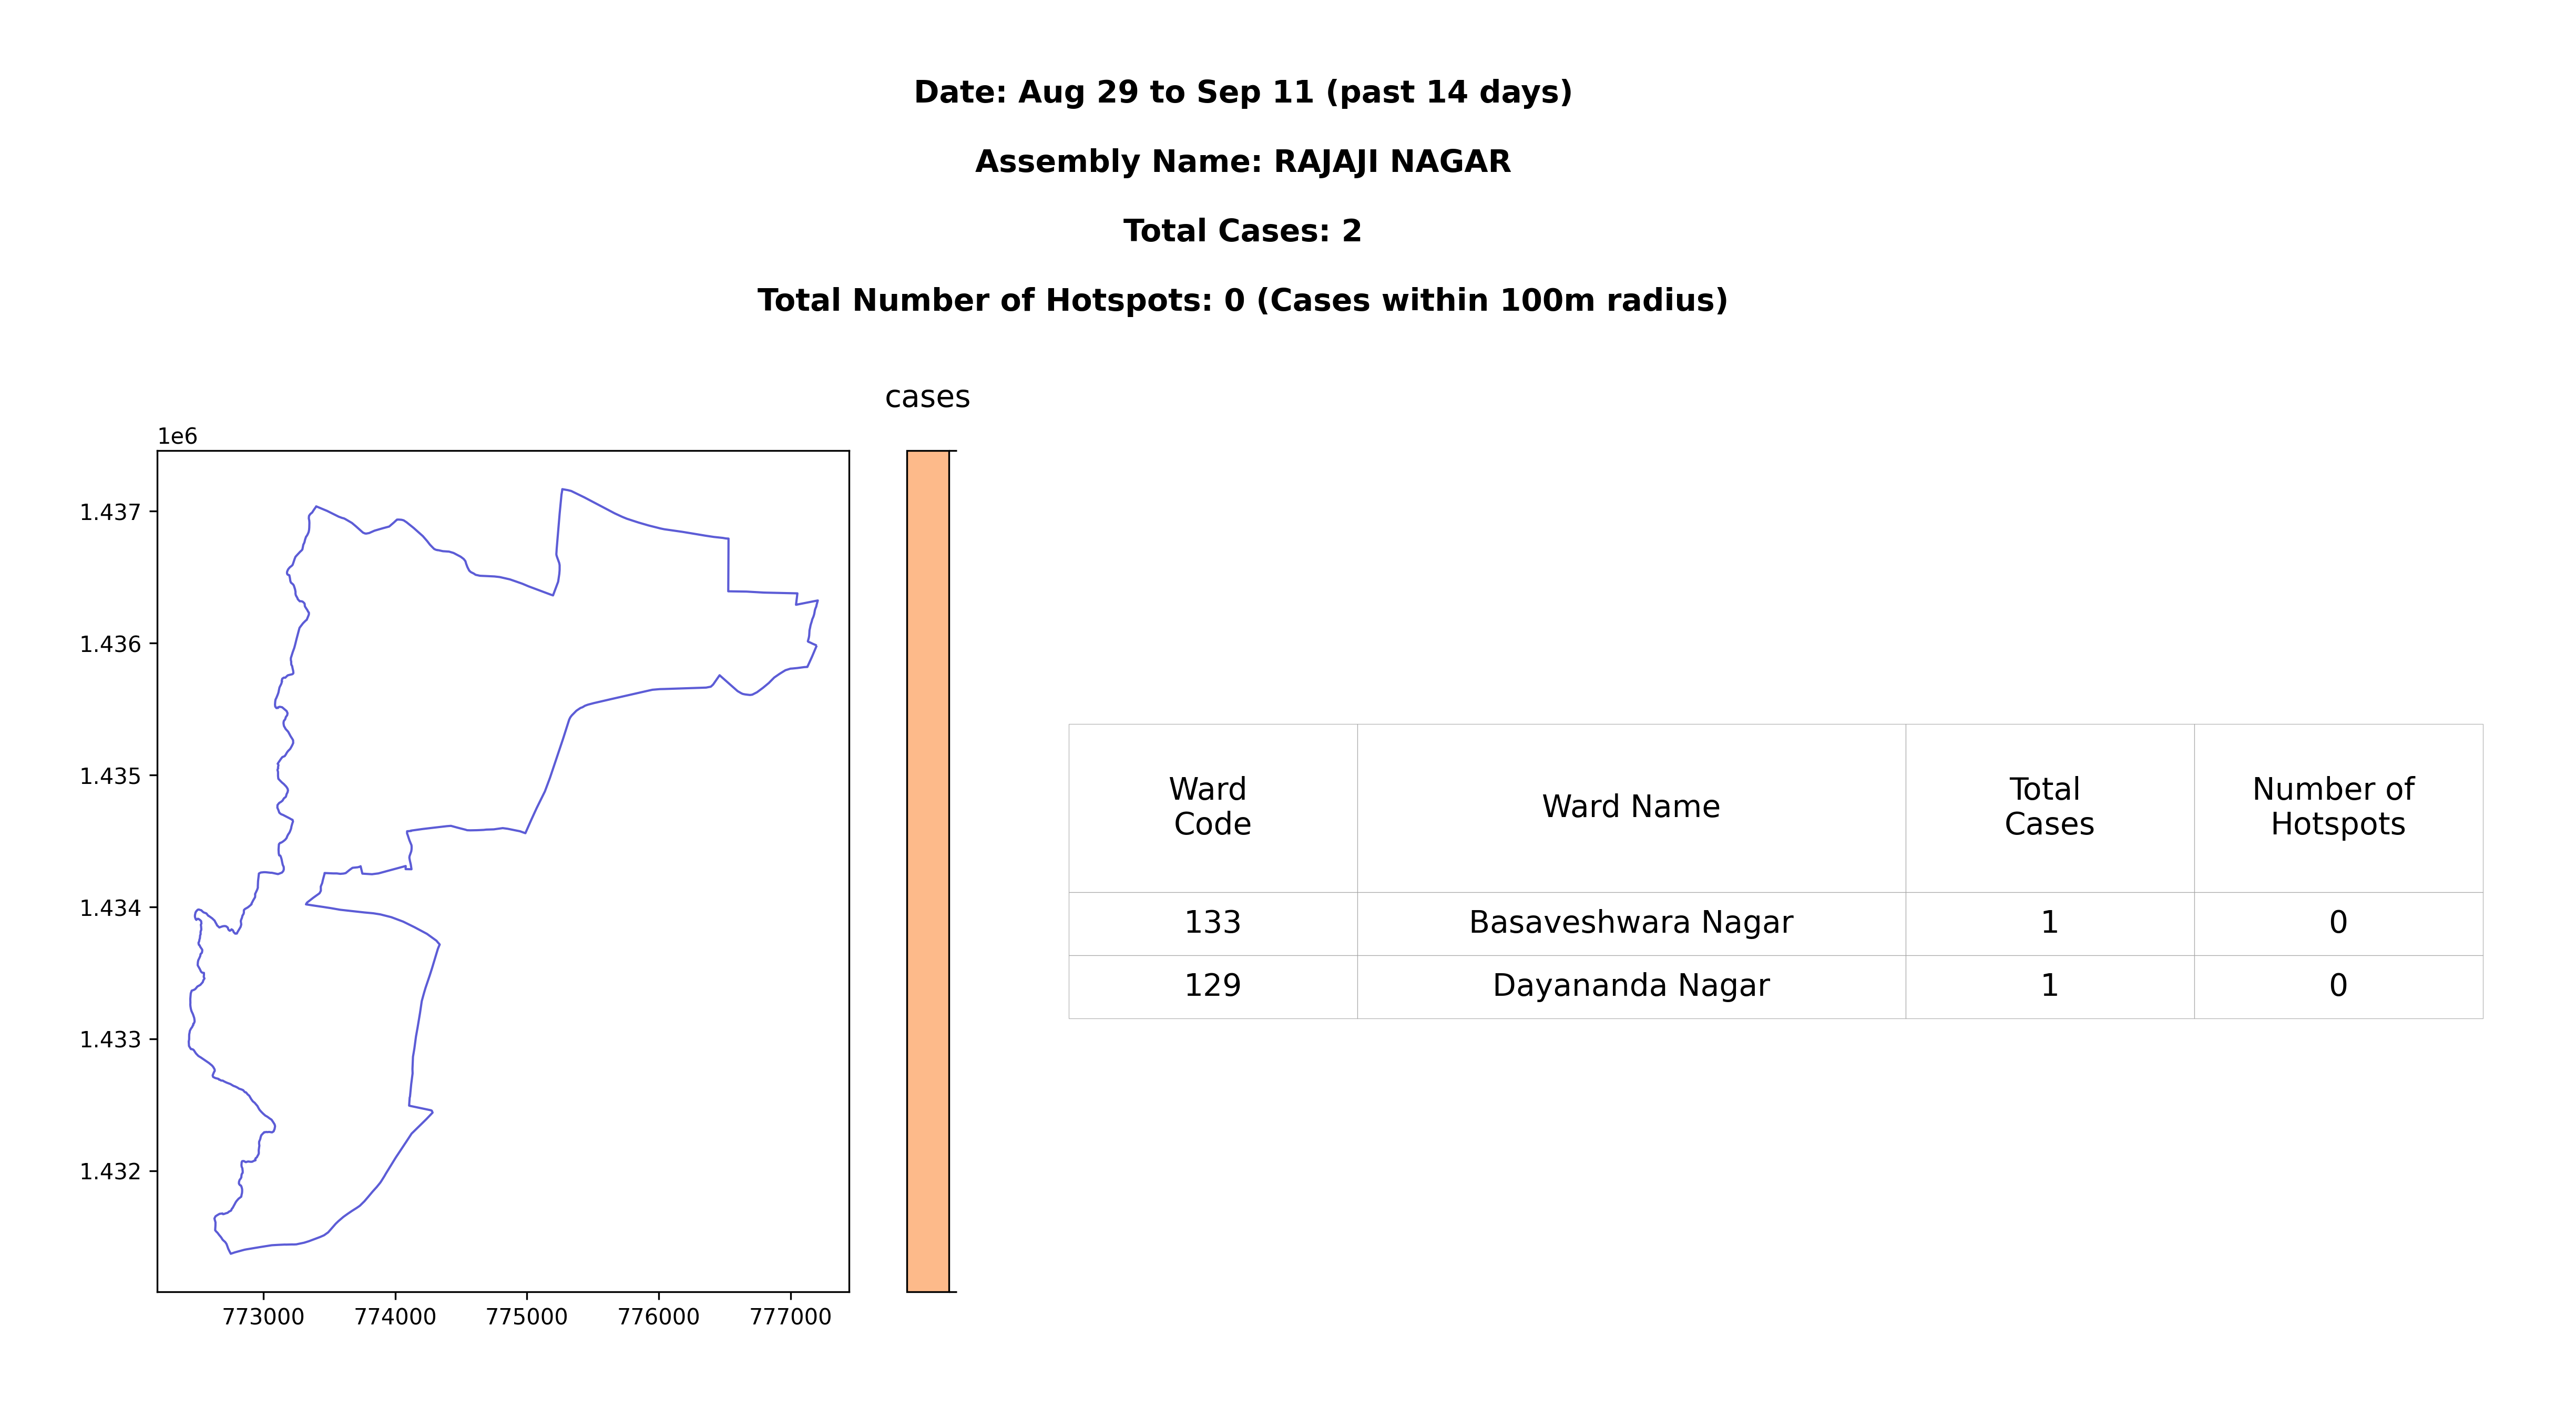 Date: Aug 29 to Sep 11 (past 14 days)
Assembly Name: RAJAJI NAGAR
Total Cases: 2
Total Number of Hotspots: 0 (Cases within 100m radius)
cases
1e6
1.437
1.436
1.435
1.434
1.433
1.432
773000 774000 775000 776000 777000
Ward Code Ward Name Total Cases Number of Hotspots
133 Basaveshwara Nagar 1 0
129 Dayananda Nagar 1 0